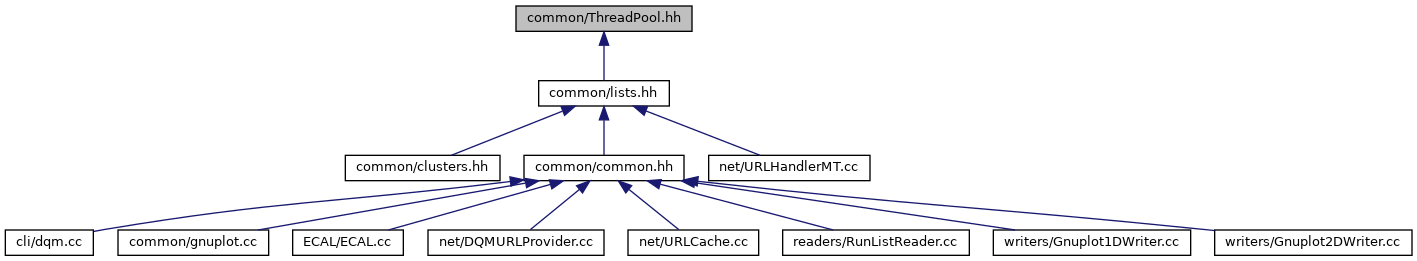 common/ThreadPool.hh
common/lists.hh
common/clusters.hh
common/common.hh
net/URLHandlerMT.cc
cli/dqm.cc
common/gnuplot.cc
ECAL/ECAL.cc
net/DQMURLProvider.cc
net/URLCache.cc
readers/RunListReader.cc
writers/Gnuplot1DWriter.cc
writers/Gnuplot2DWriter.cc